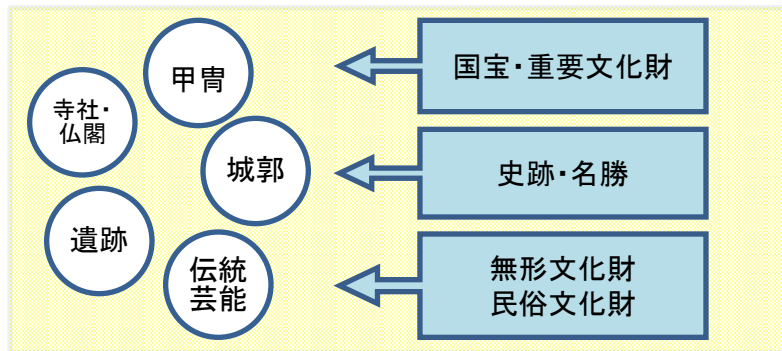 甲冑
寺社・
仏閣
城郭
遺跡
伝統
芸能
国宝・重要文化財
史跡・名勝
無形文化財
民俗文化財